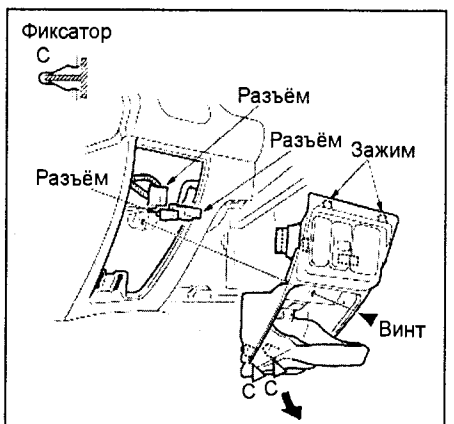 Фиксатор
С
Разъём
Разъём
Зажим
Разъём
Винт
С С